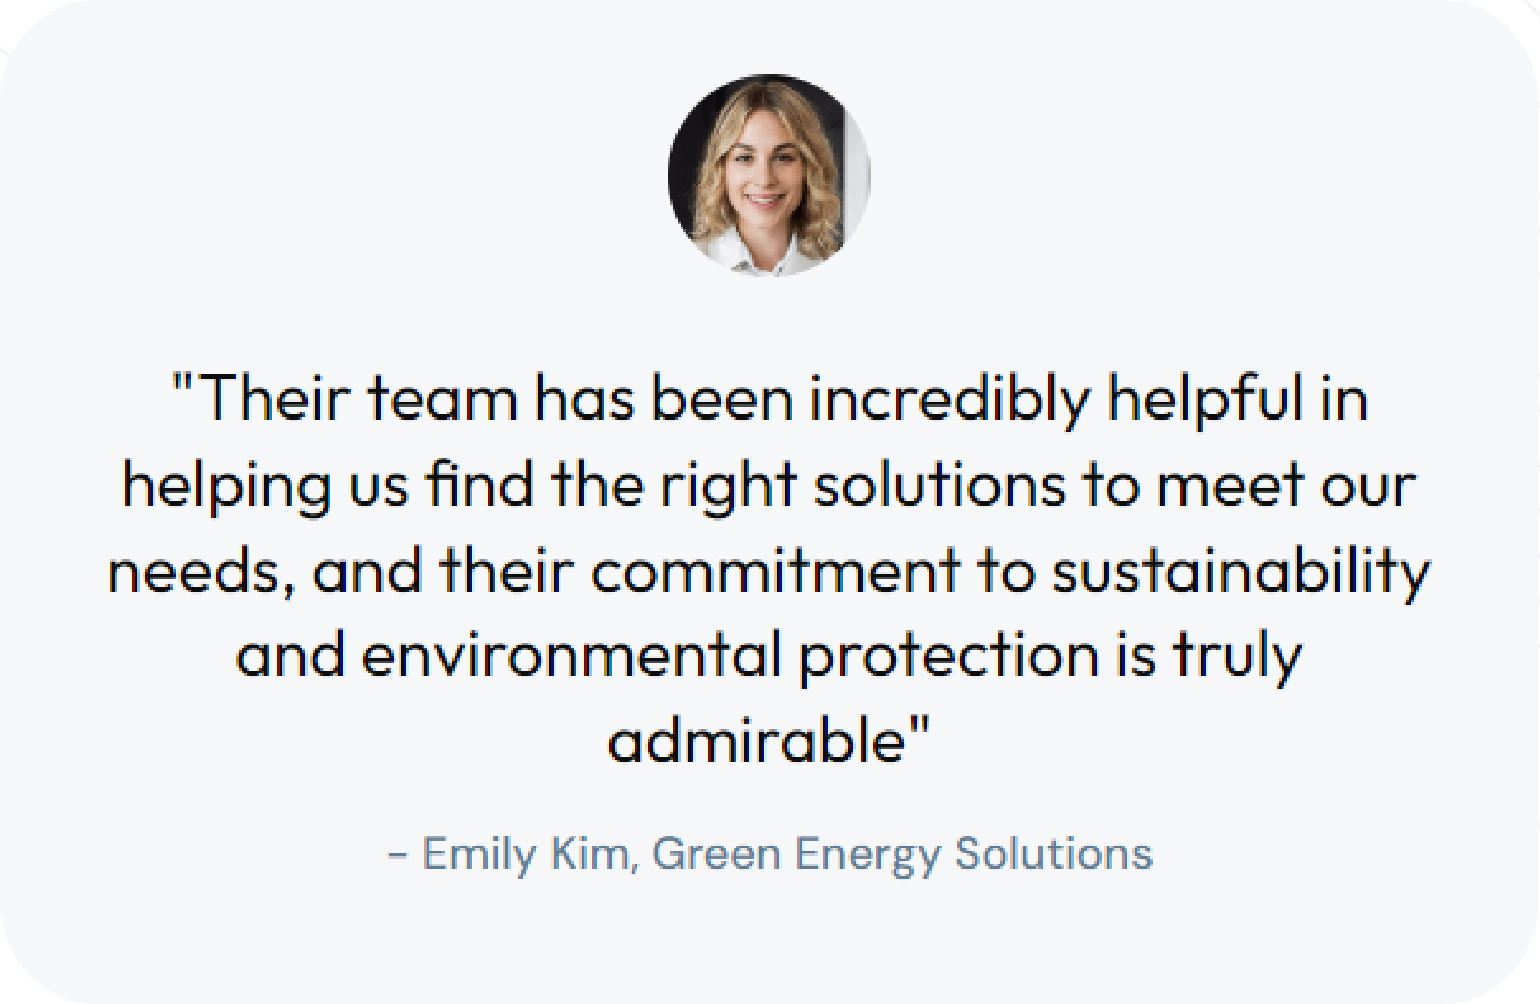 "Their team has been incredibly helpful in
helping us find the right solutions to meet our
needs, and their commitment to sustainability
and environmental protection is truly
admirable"
- Emily Kim, Green Energy Solutions